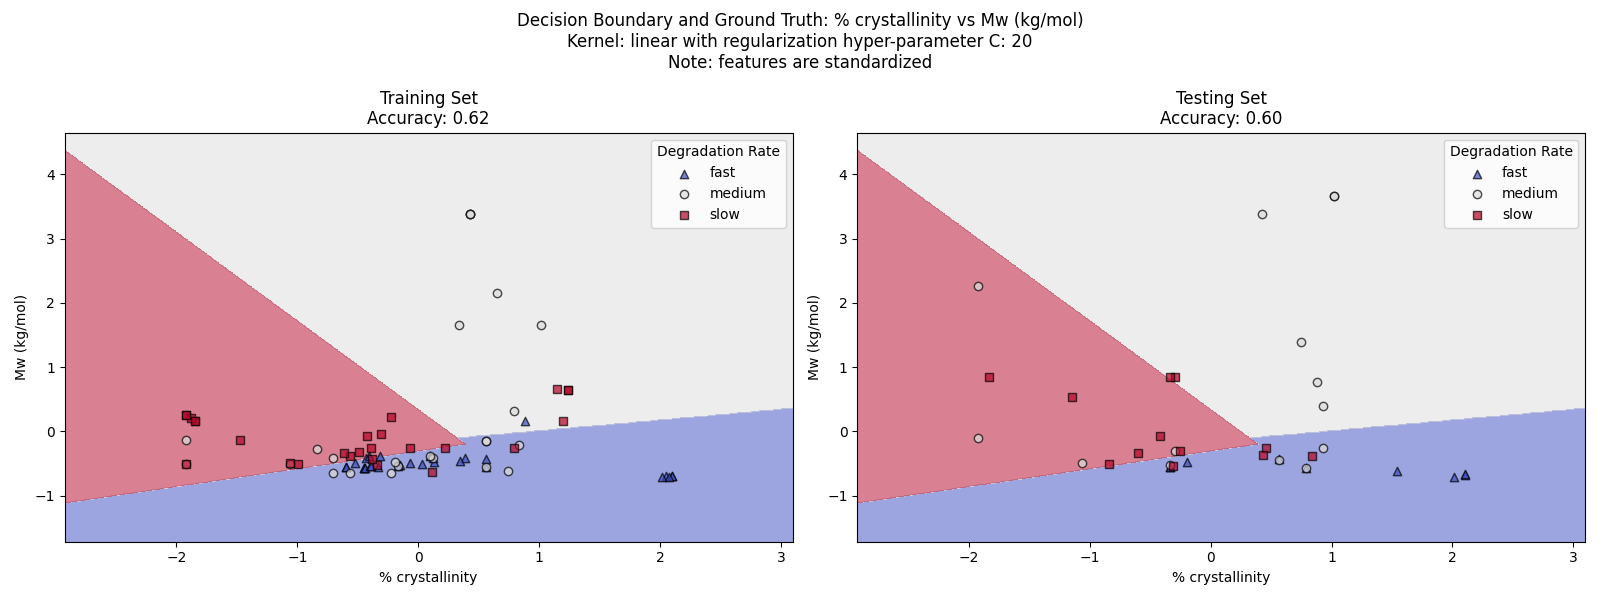 Decision Boundary and Ground Truth: % crystallinity vs Mw (kg/mol)
Kernel: linear with regularization hyper-parameter C: 20
Note: features are standardized
Training Set
Accuracy: 0.62
Degradation Rate
fast
medium
slow
4
3
2
1
0
−1
Mw (kg/mol)
−2
−1
0
1
2
3
% crystallinity
Testing Set
Accuracy: 0.60
Degradation Rate
fast
medium
slow
4
3
2
1
0
−1
Mw (kg/mol)
−2
−1
0
1
2
3
% crystallinity